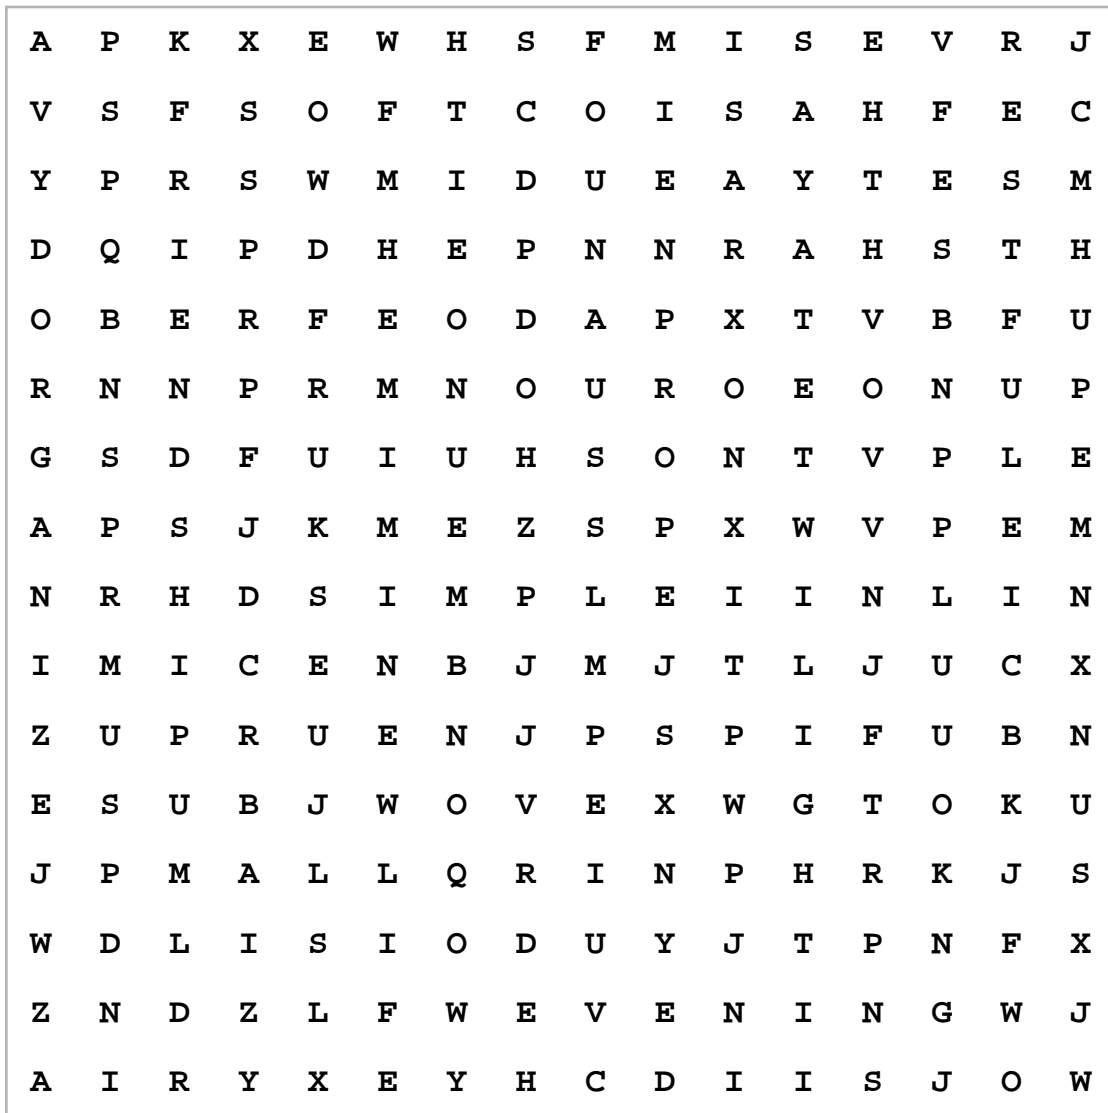 A P K X E W H S F M I S E V R J
V S F S O F T C O I S A H F E C
Y P R S W M I D U E A Y T E S M
D Q I P D H E P N N R A H S T H
O B E R F E O D A P X T V B F U
R N N P R M N O U R O E O N U P
G S D F U I U H S O N T V P L E
A P S J K M E Z S P X W V P E M
N R H D S I M P L E I I N L I N
I M I C E N B J M J T L J U C X
Z U P R U E N J P S P I F U B N
E S U B J W O V E X W G T O K U
J P M A L L Q R I N P H R K J S
W D L I S I O D U Y J T P N F X
Z N D Z L F W E V E N I N G W J
A I R Y X E Y H C D I I S J O W